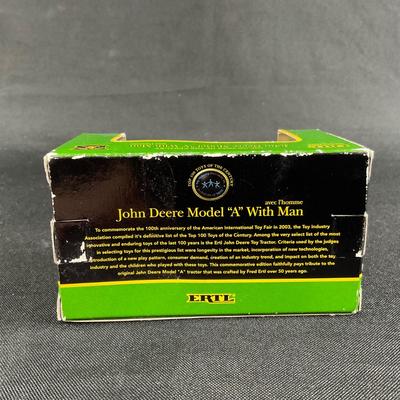 TOP 100 TOYS OF THE CENTURY
avec l'homme
John Deere Model "A" With Man
To commemorate the 100th anniversary of the American International Toy Fair in 2003, the Toy Industry
Association compiled it's definitive list of the Top 100 Toys of the Century. Among the very select list of the most
innovative and enduring toys of the last 100 years is the Ertl John Deere Toy Tractor. Criteria used by the judges
in selecting toys for this prestigious list were longevity in the market, incorporation of new technologies,
introduction of a new play pattern, consumer demand, creation of an industry trend, and impact on both the toy
industry and the children who played with these toys. This commemorative edition faithfully pays tribute to the
original John Deere Model "A" tractor that was crafted by Fred Ertl over 50 years ago.
ERTL